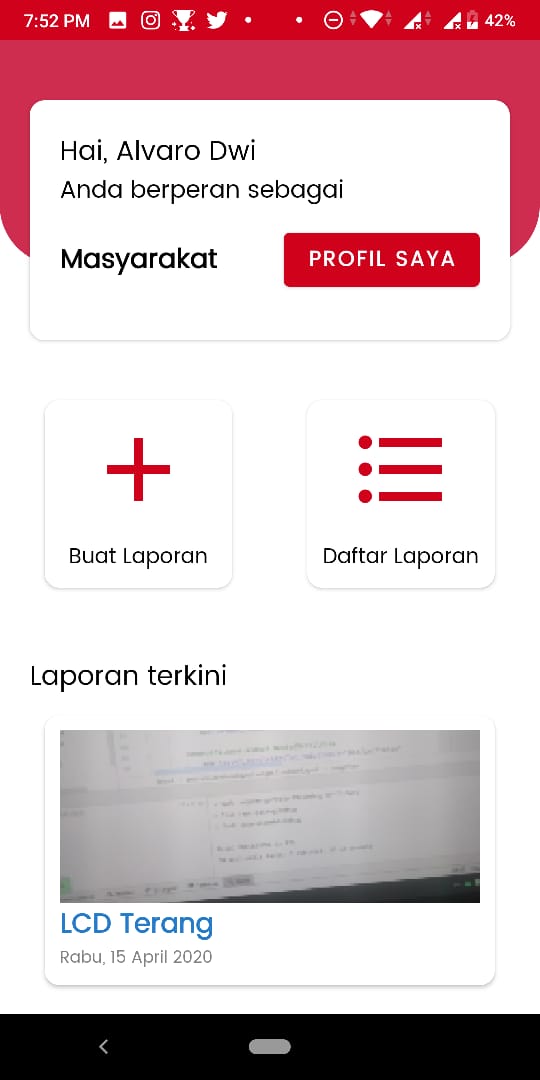 7:52 PM
42%
Hai, Alvaro Dwi
Anda berperan sebagai
Masyarakat
PROFIL SAYA
Buat Laporan
Daftar Laporan
Laporan terkini
LCD Terang
Rabu, 15 April 2020